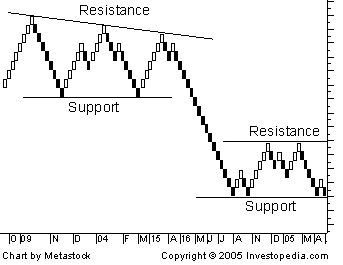 Resistance
Support
Resistance
Support
O 09 N D 04 F M 15 A 16 M J J A N D 05 M A
Chart by Metastock Copyright © 2005 Investopedia.com